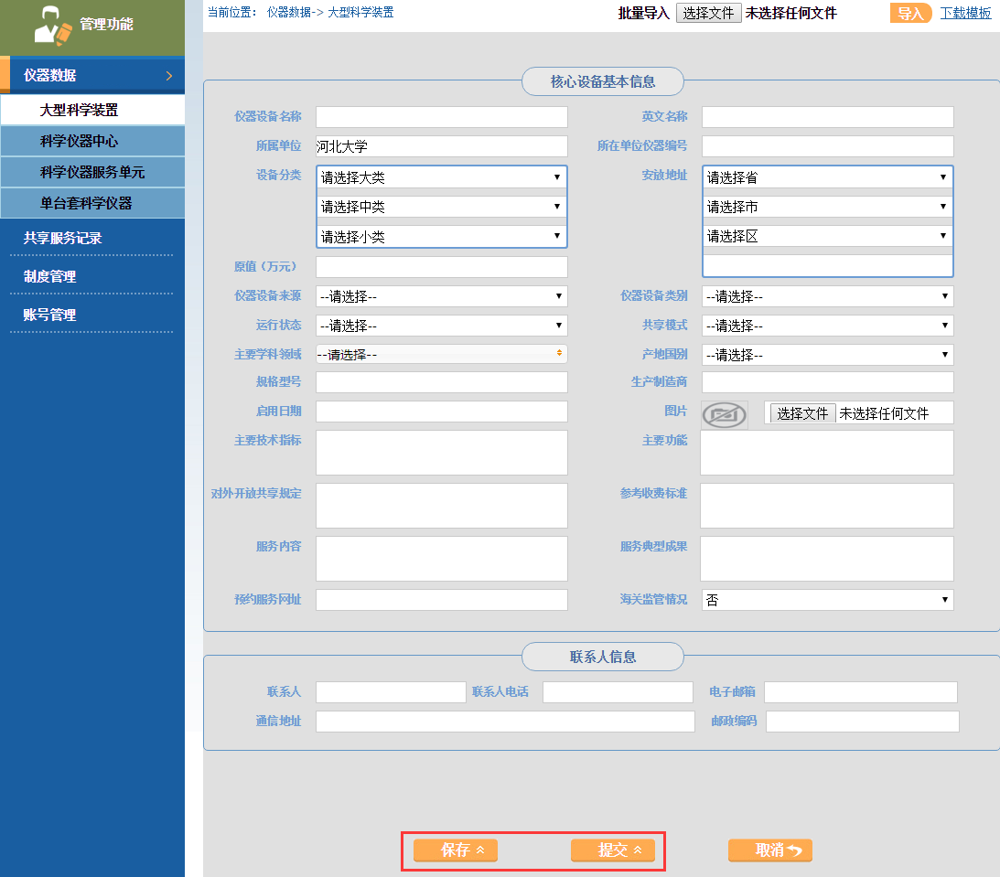 管理功能
仪器数据
大型科学装置
科学仪器中心
科学仪器服务单元
单台套科学仪器
共享服务记录
制度管理
账号管理
当前位置： 仪器数据-> 大型科学装置
批量导入 选择文件 未选择任何文件 导入 下载模板
核心设备基本信息
仪器设备名称 英文名称
所属单位 河北大学 所在单位仪器编号
设备分类 请选择大类 安放地址 请选择省
请选择中类 请选择市
请选择小类 请选择区
原值（万元）
仪器设备来源 --请选择-- 仪器设备类别 --请选择--
运行状态 --请选择-- 共享模式 --请选择--
主要学科领域 --请选择-- 产地国别 --请选择--
规格型号 生产制造商
启用日期 图片 选择文件 未选择任何文件
主要技术指标 主要功能
对外开放共享规定 参考收费标准
服务内容 服务典型成果
预约服务网址 海关监管情况 否
联系人信息
联系人 联系人电话 电子邮箱
通信地址 邮政编码
保存 提交 取消